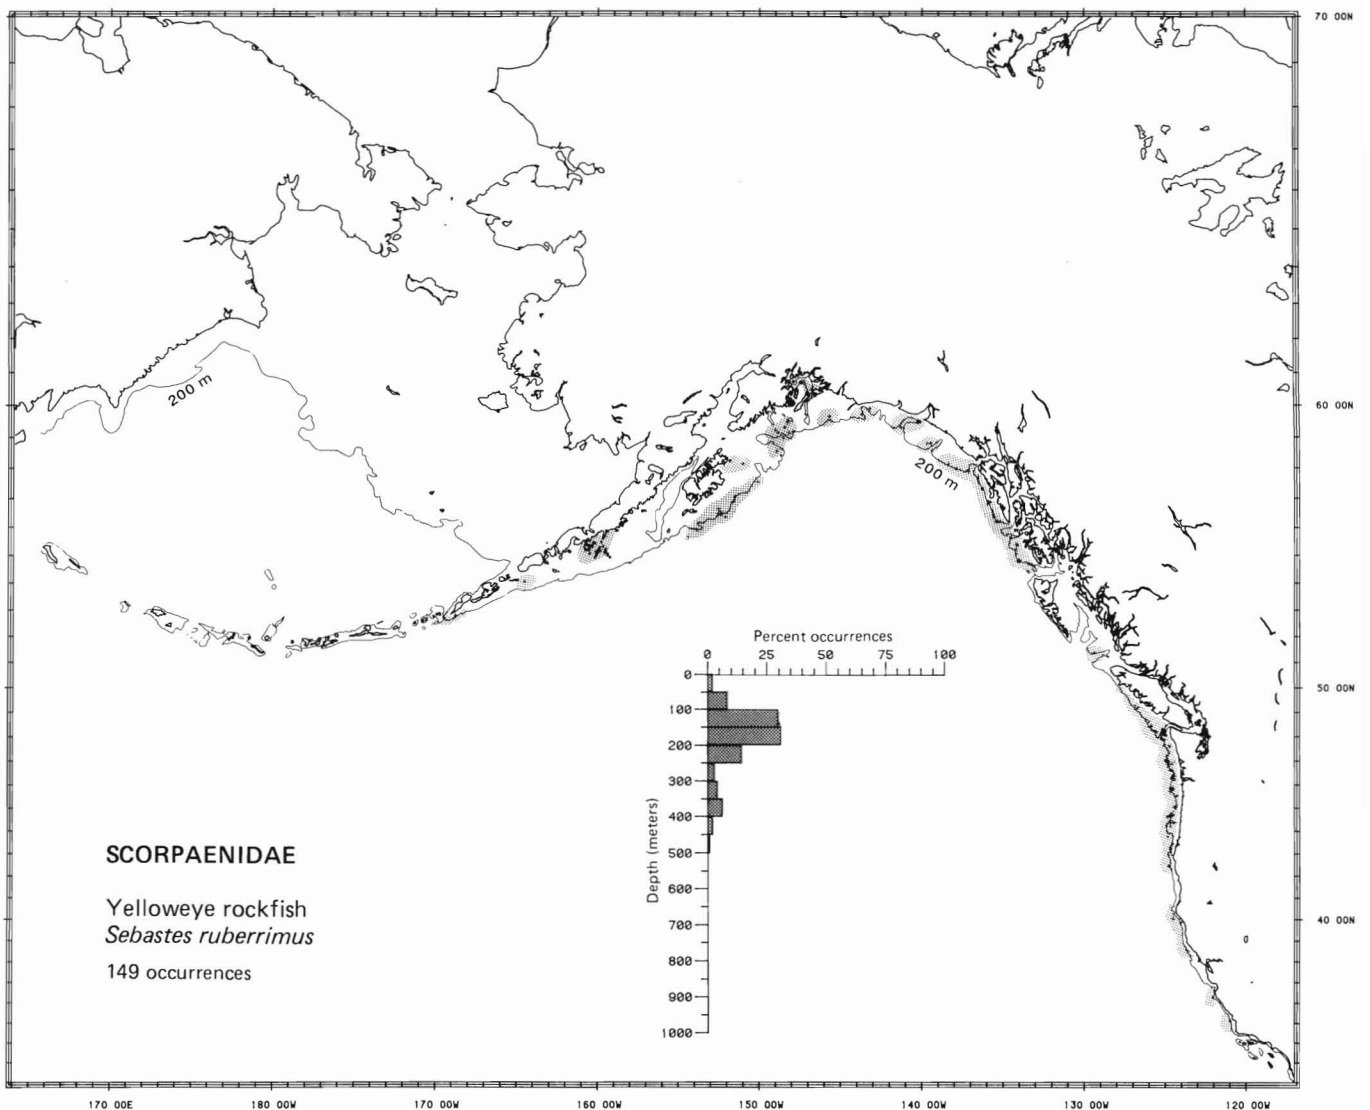 70 00N
200 m
60 00N
200 m
Percent occurrences
0 25 50 75 100
50 00N
0
100
200
300
400
500
600
700
800
900
1000
Depth (meters)
SCORPAENIDAE
Yelloweye rockfish
Sebastes ruberrimus
149 occurrences
40 00N
170 00E 180 00W 170 00W 160 00W 150 00W 140 00W 130 00W 120 00W